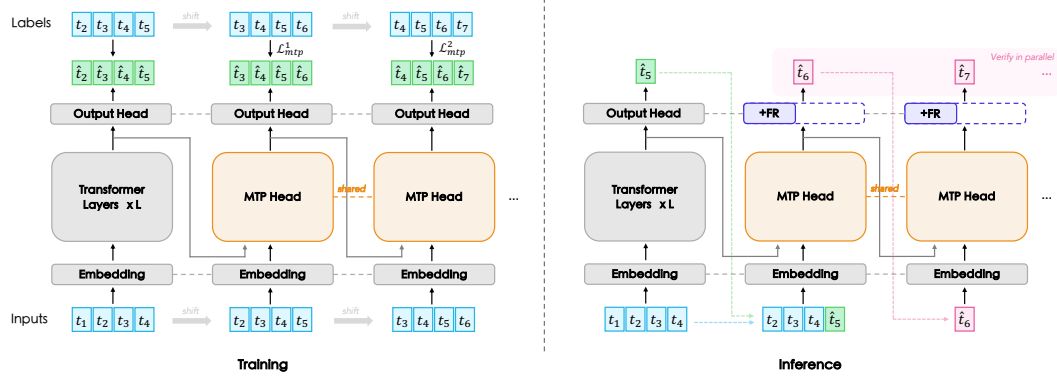 Labels t₂ t₃ t₄ t₅ shift t₃ t₄ t₅ t₆ shift t₄ t₅ t₆ t₇
ℒ¹ₘₜₚ ℒ²ₘₜₚ
t̂₂ t̂₃ t̂₄ t̂₅ t̂₃ t̂₄ t̂₅ t̂₆ t̂₄ t̂₅ t̂₆ t̂₇
Output Head Output Head Output Head
Transformer Layers x L MTP Head shared MTP Head ...
Embedding Embedding Embedding
Inputs t₁ t₂ t₃ t₄ shift t₂ t₃ t₄ t₅ shift t₃ t₄ t₅ t₆
Training
Verify in parallel
t̂₅ t̂₆ t̂₇ ...
Output Head +FR +FR
Transformer Layers x L MTP Head shared MTP Head ...
Embedding Embedding Embedding
t₁ t₂ t₃ t₄ t₂ t₃ t₄ t̂₅ t̂₆
Inference